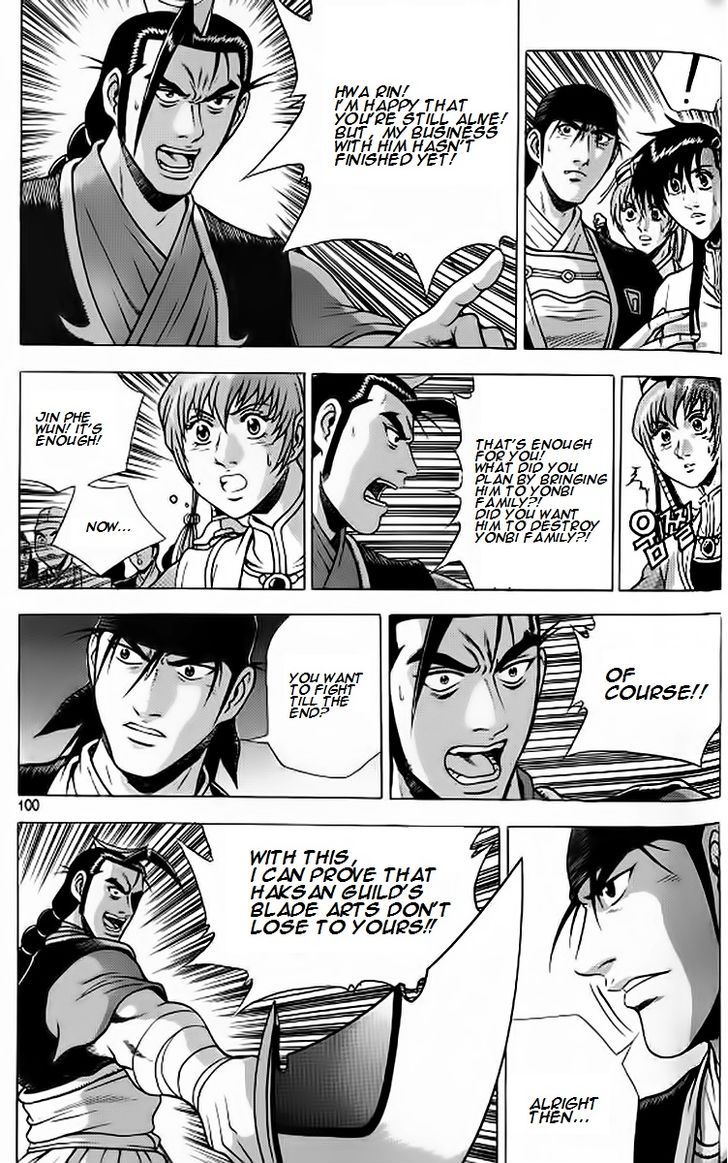 HWA RIN!
I'M HAPPY THAT
YOU'RE STILL ALIVE!
BUT, MY BUSINESS
WITH HIM HASN'T
FINISHED YET!
!
JIN PHE
WUN! IT'S
ENOUGH!
NOW...
THAT'S ENOUGH
FOR YOU!
WHAT DID YOU
PLAN BY BRINGING
HIM TO YONBI
FAMILY?!
DID YOU WANT
HIM TO DESTROY
YONBI FAMILY?!
움찔
YOU WANT
TO FIGHT
TILL THE
END?
OF
COURSE!!
100
WITH THIS,
I CAN PROVE THAT
HAKSAN GUILD'S
BLADE ARTS DON'T
LOSE TO YOURS!!
ALRIGHT
THEN...